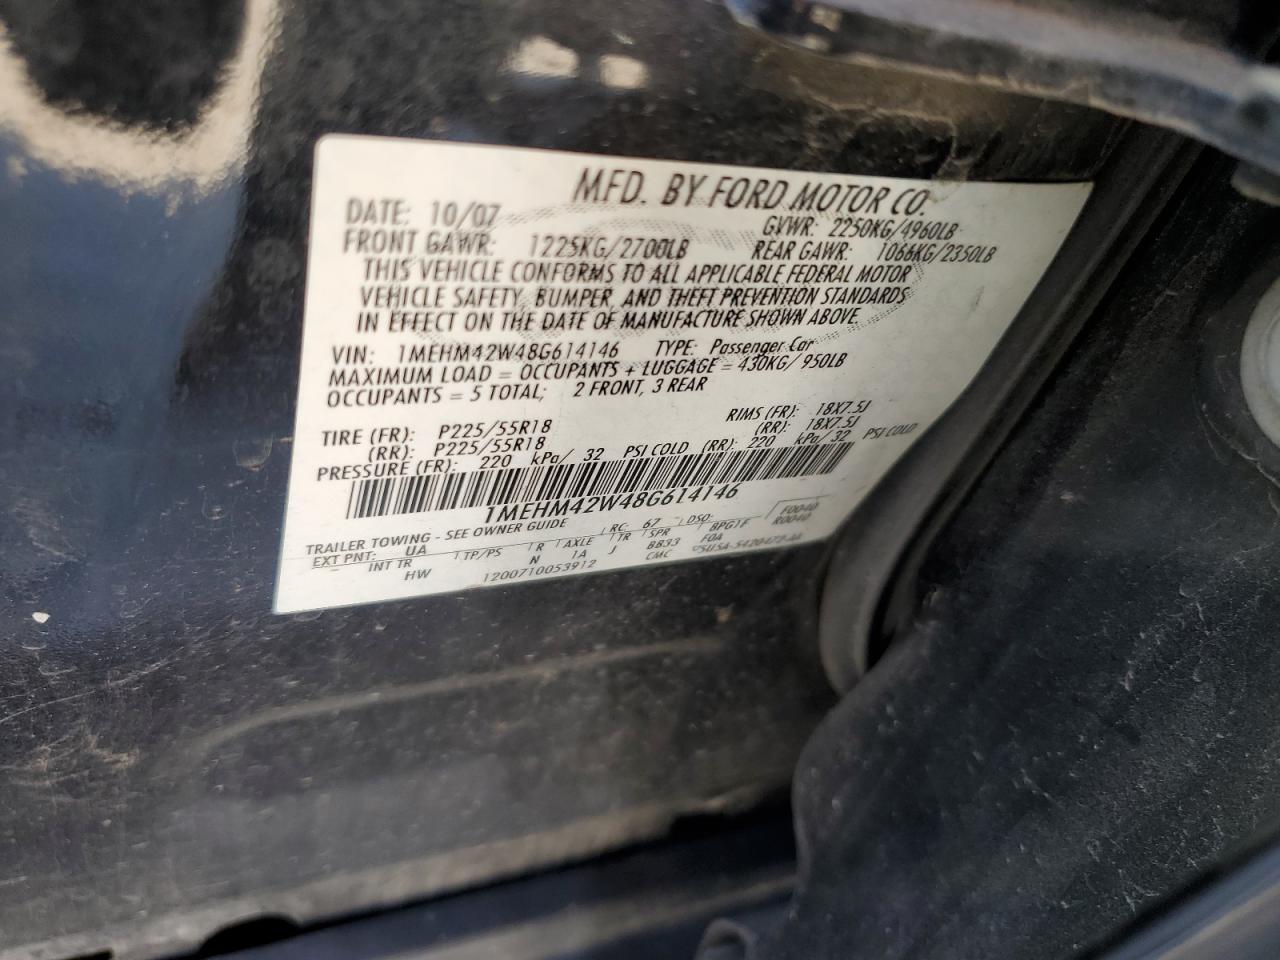 MFD. BY FORD MOTOR CO.
DATE: 10/07 GVWR: 2250KG/4960LB
FRONT GAWR: 1225KG/2700LB REAR GAWR: 1066KG/2350LB
THIS VEHICLE CONFORMS TO ALL APPLICABLE FEDERAL MOTOR
VEHICLE SAFETY, BUMPER, AND THEFT PREVENTION STANDARDS
IN EFFECT ON THE DATE OF MANUFACTURE SHOWN ABOVE.
VIN: 1MEHM42W48G614146 TYPE: Passenger Car
MAXIMUM LOAD = OCCUPANTS + LUGGAGE = 430KG/ 950LB
OCCUPANTS = 5 TOTAL; 2 FRONT, 3 REAR
TIRE (FR): P225/55R18 RIMS (FR): 18X7.5J
(RR): P225/55R18 (RR): 18X7.5J
PRESSURE (FR): 220 kPa/ 32 PSI COLD (RR): 220 kPa/32 PSI COLD
1MEHM42W48G614146
TRAILER TOWING - SEE OWNER GUIDE RC: 67 DSO: F0040
EXT PNT: UA R AXLE TR SPR BPG1F R0040
INT TR TP/PS N 1A J BB33 FOA
HW 1200710053912 CMC